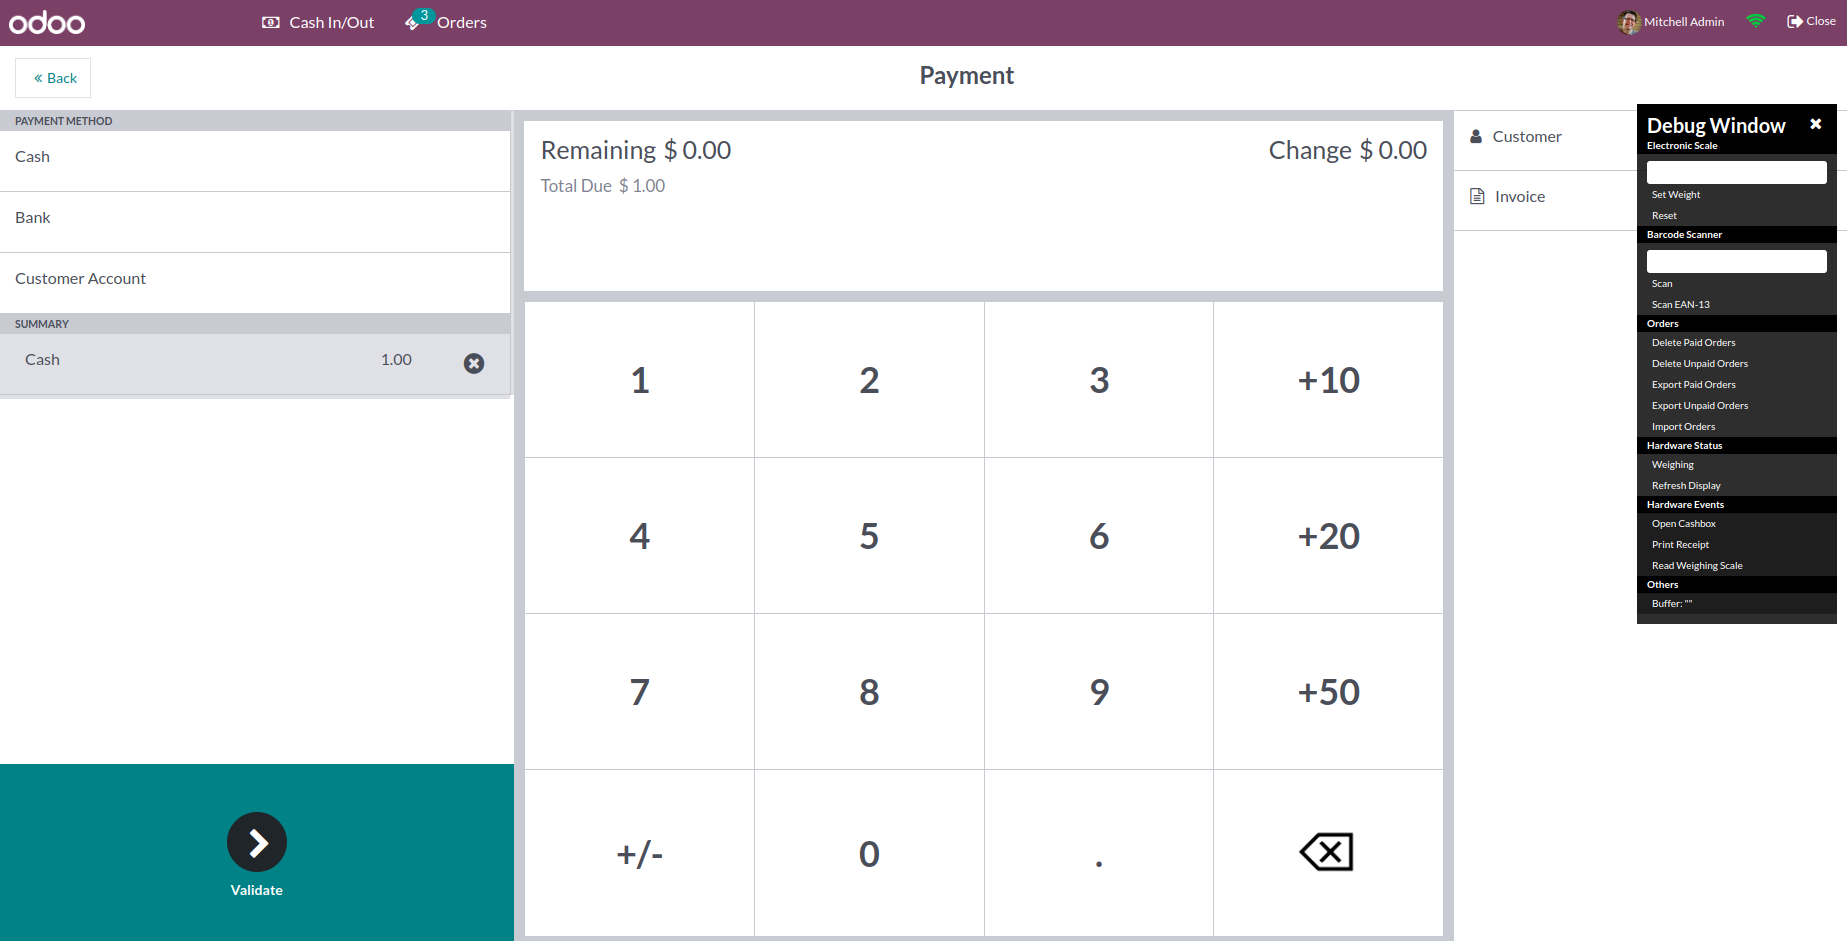 odoo
Cash In/Out
3
Orders
Mitchell Admin
Close
« Back
Payment
PAYMENT METHOD
Cash
Bank
Customer Account
SUMMARY
Cash 1.00
Validate
Remaining $ 0.00
Change $ 0.00
Total Due $ 1.00
1 2 3 +10
4 5 6 +20
7 8 9 +50
+/- 0 .
Customer
Invoice
Debug Window
Electronic Scale
Set Weight
Reset
Barcode Scanner
Scan
Scan EAN-13
Orders
Delete Paid Orders
Delete Unpaid Orders
Export Paid Orders
Export Unpaid Orders
Import Orders
Hardware Status
Weighing
Refresh Display
Hardware Events
Open Cashbox
Print Receipt
Read Weighing Scale
Others
Buffer: ""